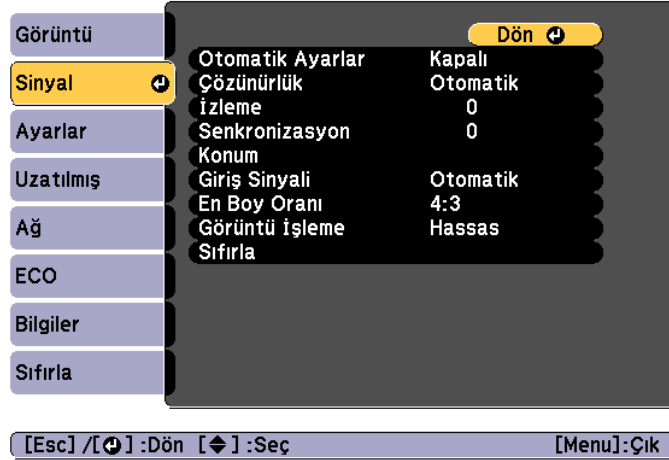 Görüntü
Sinyal
Ayarlar
Uzatılmış
Ağ
ECO
Bilgiler
Sıfırla
Dön
Otomatik Ayarlar Kapalı
Çözünürlük Otomatik
İzleme 0
Senkronizasyon 0
Konum
Giriş Sinyali Otomatik
En Boy Oranı 4:3
Görüntü İşleme Hassas
Sıfırla
[Esc] /[ ] :Dön [ ] :Seç [Menu]:Çık